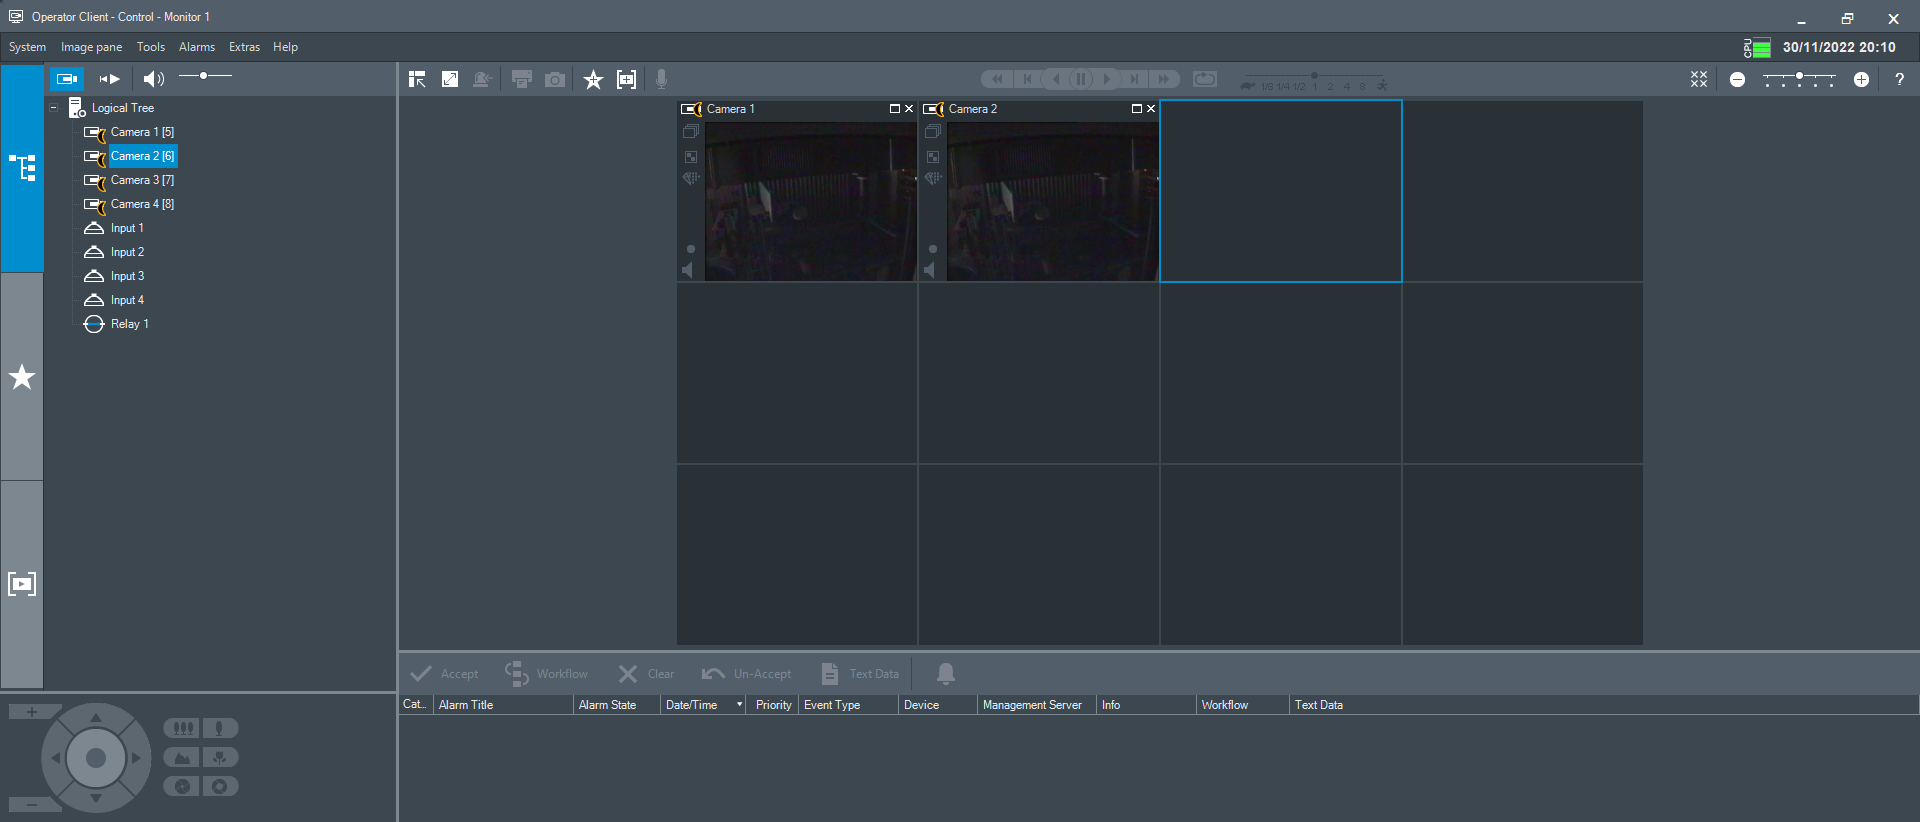 Operator Client - Control - Monitor 1
System Image pane Tools Alarms Extras Help
CPU 30/11/2022 20:10
1/8 1/4 1/2 1 2 4 8
?
Logical Tree
Camera 1 [5]
Camera 2 [6]
Camera 3 [7]
Camera 4 [8]
Input 1
Input 2
Input 3
Input 4
Relay 1
Camera 1
Camera 2
Accept Workflow Clear Un-Accept Text Data
Cat... Alarm Title Alarm State Date/Time Priority Event Type Device Management Server Info Workflow Text Data